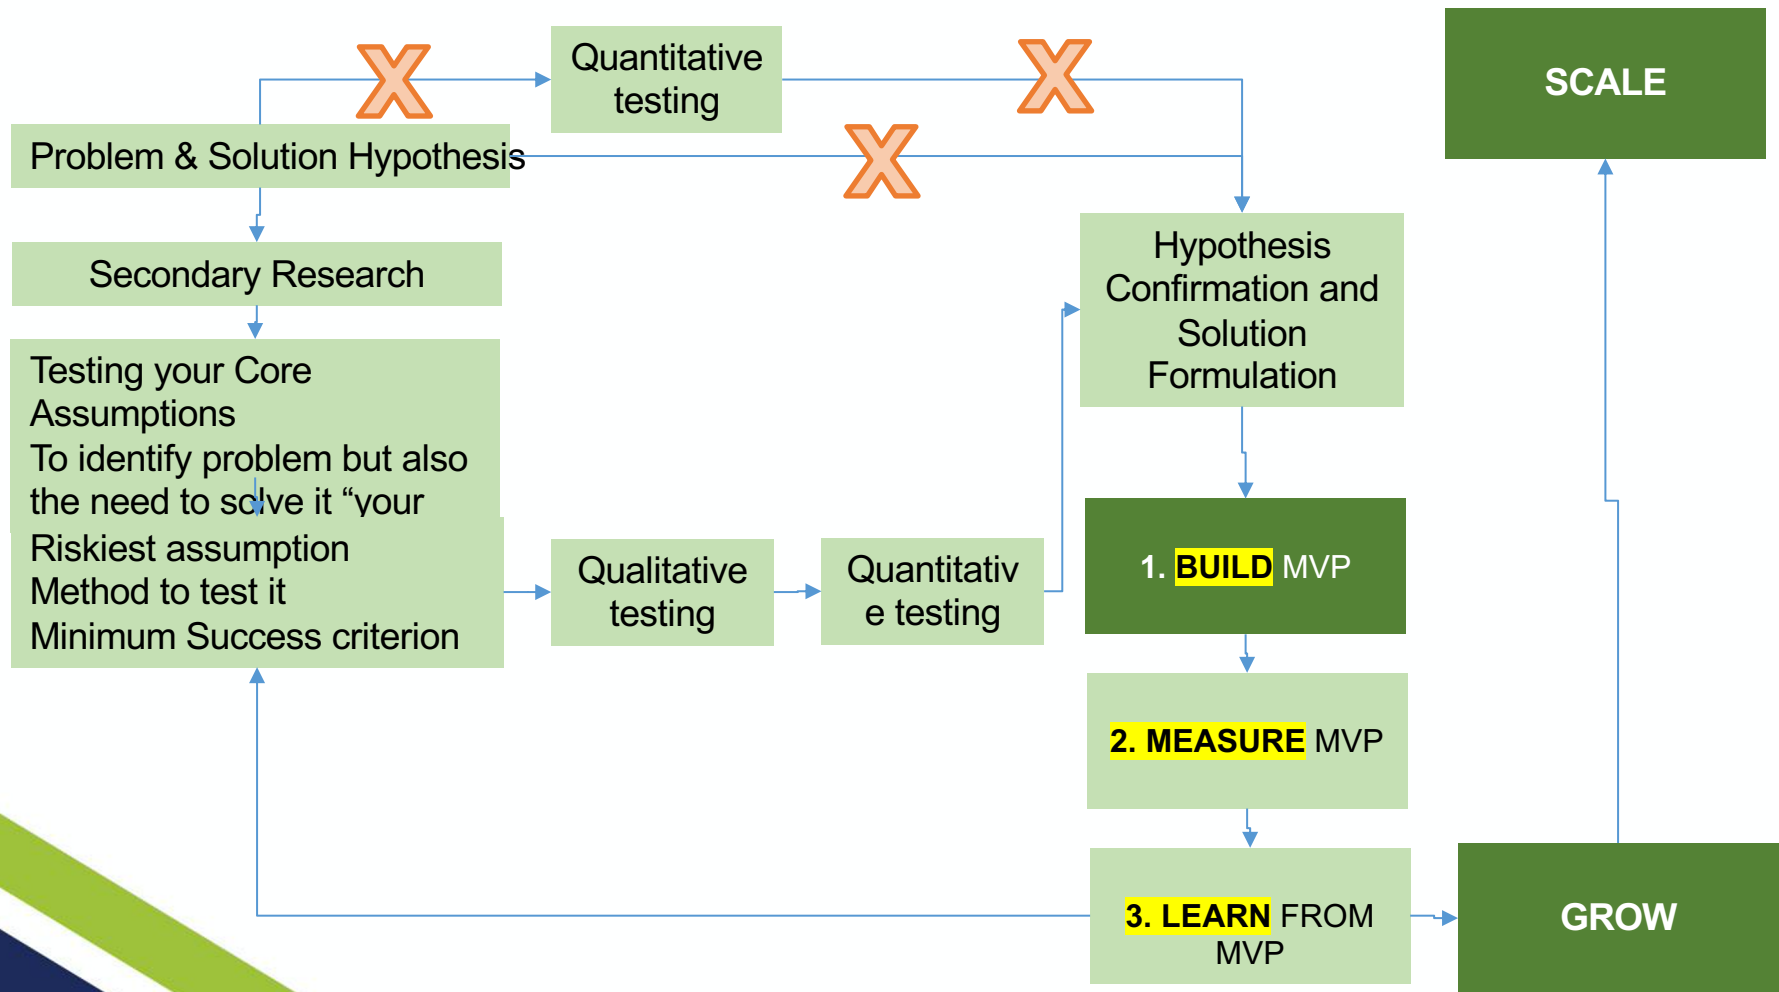 Quantitative
testing
SCALE
Problem & Solution Hypothesis
Secondary Research
Hypothesis
Confirmation and
Solution
Formulation
Testing your Core
Assumptions
To identify problem but also
the need to solve it “your
Riskiest assumption
Method to test it
Minimum Success criterion
Qualitative
testing
Quantitativ
e testing
1. BUILD MVP
2. MEASURE MVP
3. LEARN FROM
MVP
GROW